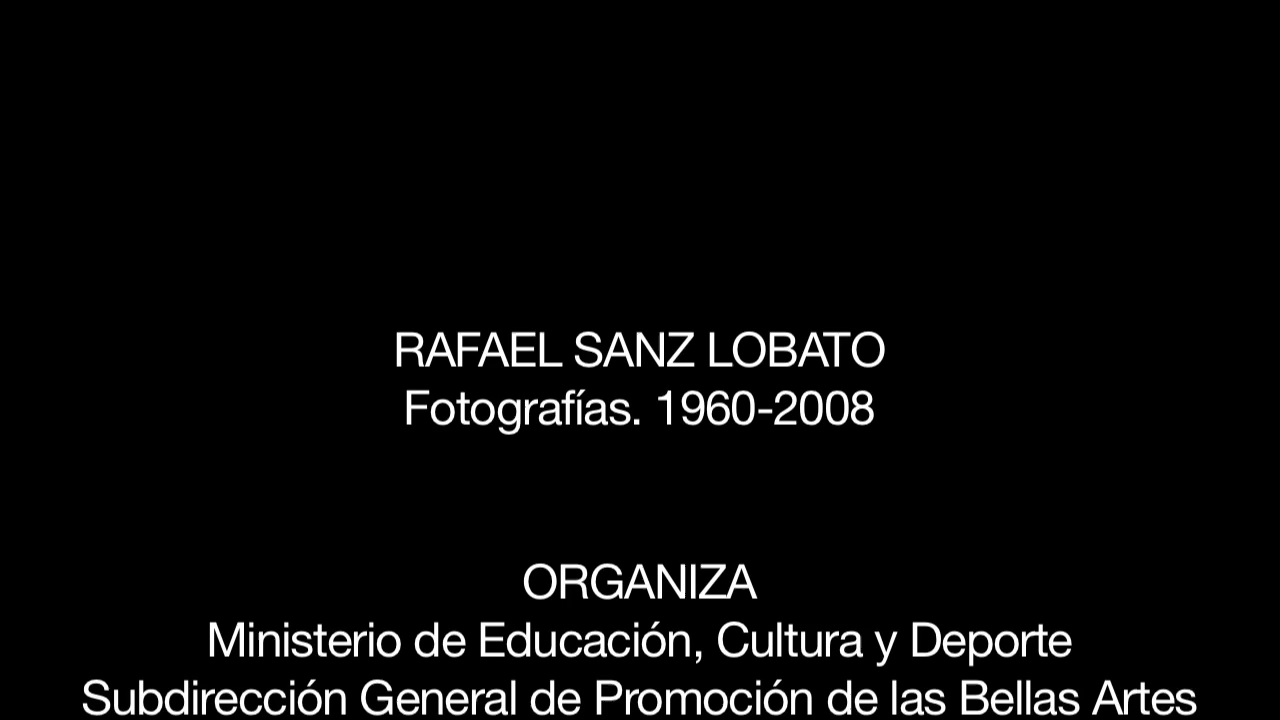 RAFAEL SANZ LOBATO
Fotografías. 1960-2008
ORGANIZA
Ministerio de Educación, Cultura y Deporte
Subdirección General de Promoción de las Bellas Artes